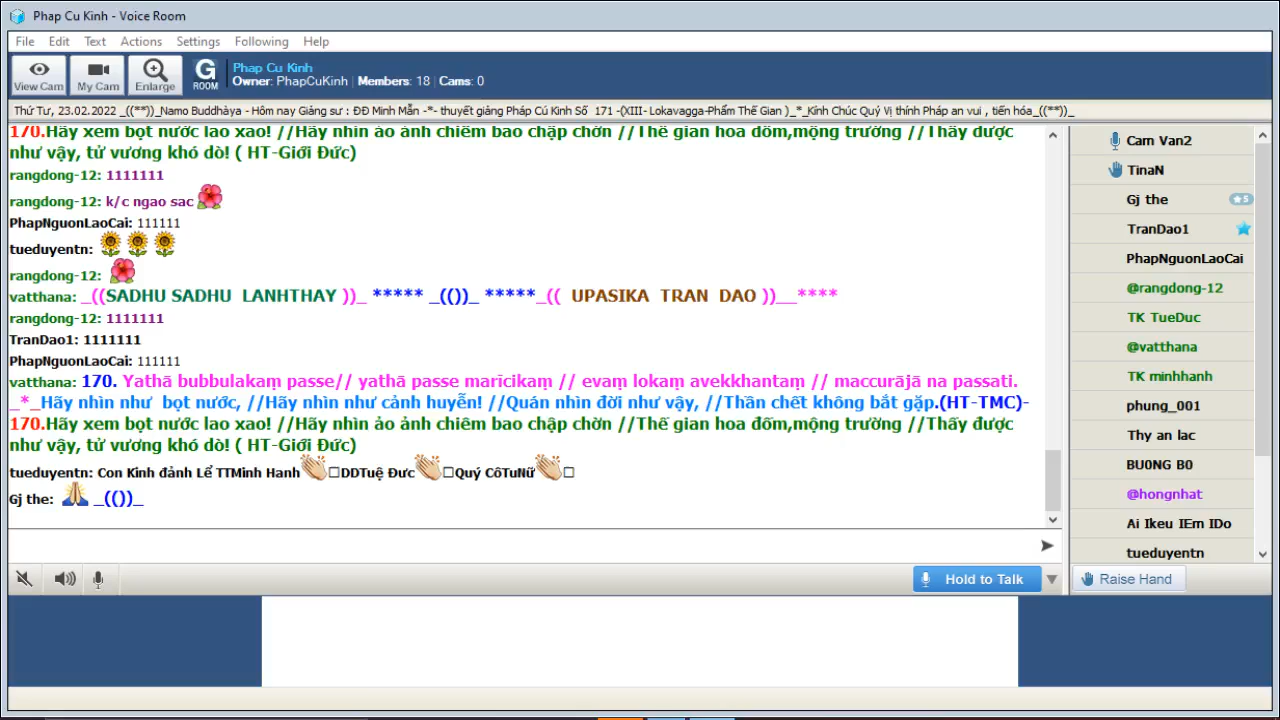 Phap Cu Kinh - Voice Room
File Edit Text Actions Settings Following Help
View Cam My Cam Enlarge G ROOM
Phap Cu Kinh
Owner: PhapCuKinh Members: 18 Cams: 0
Thứ Tư, 23.02.2022 _((**))_Namo Buddhàya - Hôm nay Giảng sư : ĐĐ Minh Mẫn -*- thuyết giảng Pháp Cú Kinh Số 171 -(XIII- Lokavagga-Phẩm Thế Gian )_*_Kính Chúc Quý Vị thính Pháp an vui , tiến hóa_((**))_
170.Hãy xem bọt nước lao xao! //Hãy nhìn ảo ảnh chiêm bao chập chờn //Thế gian hoa đốm,mộng trường //Thấy được
như vậy, tử vương khó dò! ( HT-Giới Đức)
rangdong-12: 1111111
rangdong-12: k/c ngao sac
PhapNguonLaoCai: 111111
tueduyentn:
rangdong-12:
vatthana: _((SADHU SADHU LANHTHAY ))_ ***** _(())_ *****_(( UPASIKA TRAN DAO ))__****
rangdong-12: 1111111
TranDao1: 1111111
PhapNguonLaoCai: 111111
vatthana: 170. Yathā bubbulakaṃ passe// yathā passe marīcikaṃ // evaṃ lokaṃ avekkhantaṃ // maccurājā na passati.
_*_Hãy nhìn như bọt nước, //Hãy nhìn như cảnh huyễn! //Quán nhìn đời như vậy, //Thần chết không bắt gặp.(HT-TMC)-
170.Hãy xem bọt nước lao xao! //Hãy nhìn ảo ảnh chiêm bao chập chờn //Thế gian hoa đốm,mộng trường //Thấy được
như vậy, tử vương khó dò! ( HT-Giới Đức)
tueduyentn: Con Kinh đảnh Lể TTMinh Hanh DDTuệ Đưc Quý CôTuNữ
Gj the: _(())_
Hold to Talk
Cam Van2
TinaN
Gj the 5
TranDao1
PhapNguonLaoCai
@rangdong-12
TK TueDuc
@vatthana
TK minhhanh
phung_001
Thy an lac
BU0NG B0
@hongnhat
Ai Ikeu IEm IDo
tueduyentn
Raise Hand